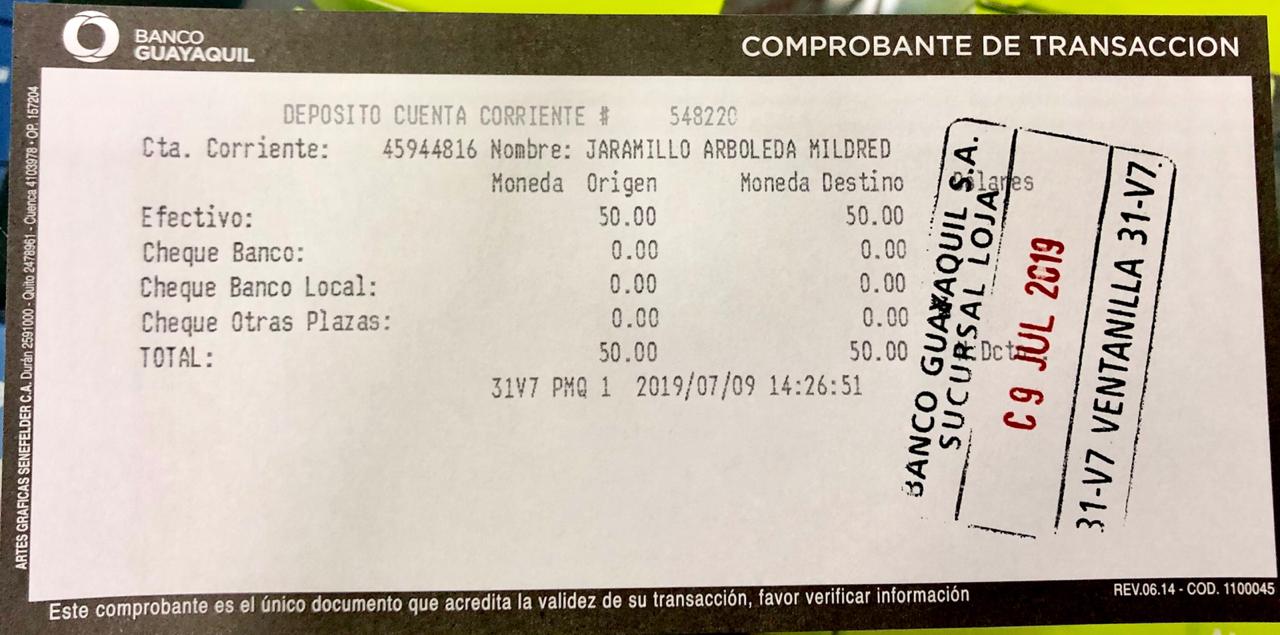 BANCO
GUAYAQUIL
COMPROBANTE DE TRANSACCION
DEPOSITO CUENTA CORRIENTE # 548220
Cta. Corriente: 45944816 Nombre: JARAMILLO ARBOLEDA MILDRED
Moneda Origen Moneda Destino
Efectivo: 50.00 50.00
Cheque Banco: 0.00 0.00
Cheque Banco Local: 0.00 0.00
Cheque Otras Plazas: 0.00 0.00
TOTAL: 50.00 50.00
31V7 PMQ 1 2019/07/09 14:26:51
BANCO GUAYAQUIL S.A.
SUCURSAL LOJA
09 JUL 2019
31-V7 VENTANILLA 31-V7.
ARTES GRAFICAS SENEFELDER C.A. Durán 2591000 - Quito 2478961 - Cuenca 4103978 - OP. 157204
Este comprobante es el único documento que acredita la validez de su transacción, favor verificar información
REV.06.14 - COD. 1100045